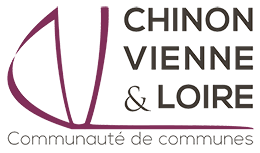 CHINON
VIENNE
& LOIRE
Communauté de communes